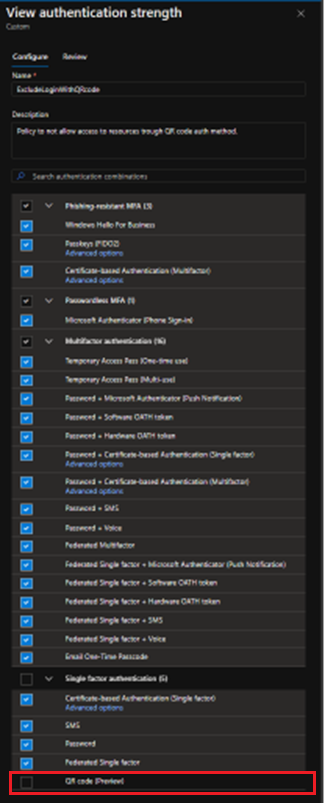 View authentication strength
Custom
Configure Review
Name *
ExcludeLoginWithQRcode
Description
Policy to not allow access to resources trough QR code auth method.
Search authentication combinations
Phishing-resistant MFA (3)
Windows Hello For Business
Passkeys (FIDO2)
Advanced options
Certificate-based Authentication (Multifactor)
Advanced options
Passwordless MFA (1)
Microsoft Authenticator (Phone Sign-in)
Multifactor authentication (16)
Temporary Access Pass (One-time use)
Temporary Access Pass (Multi-use)
Password + Microsoft Authenticator (Push Notification)
Password + Software OATH token
Password + Hardware OATH token
Password + Certificate-based Authentication (Single factor)
Advanced options
Password + Certificate-based Authentication (Multifactor)
Advanced options
Password + SMS
Password + Voice
Federated Multifactor
Federated Single factor + Microsoft Authenticator (Push Notification)
Federated Single factor + Software OATH token
Federated Single factor + Hardware OATH token
Federated Single factor + SMS
Federated Single factor + Voice
Email One-Time Passcode
Single factor authentication (5)
Certificate-based Authentication (Single factor)
Advanced options
SMS
Password
Federated Single factor
QR code (Preview)